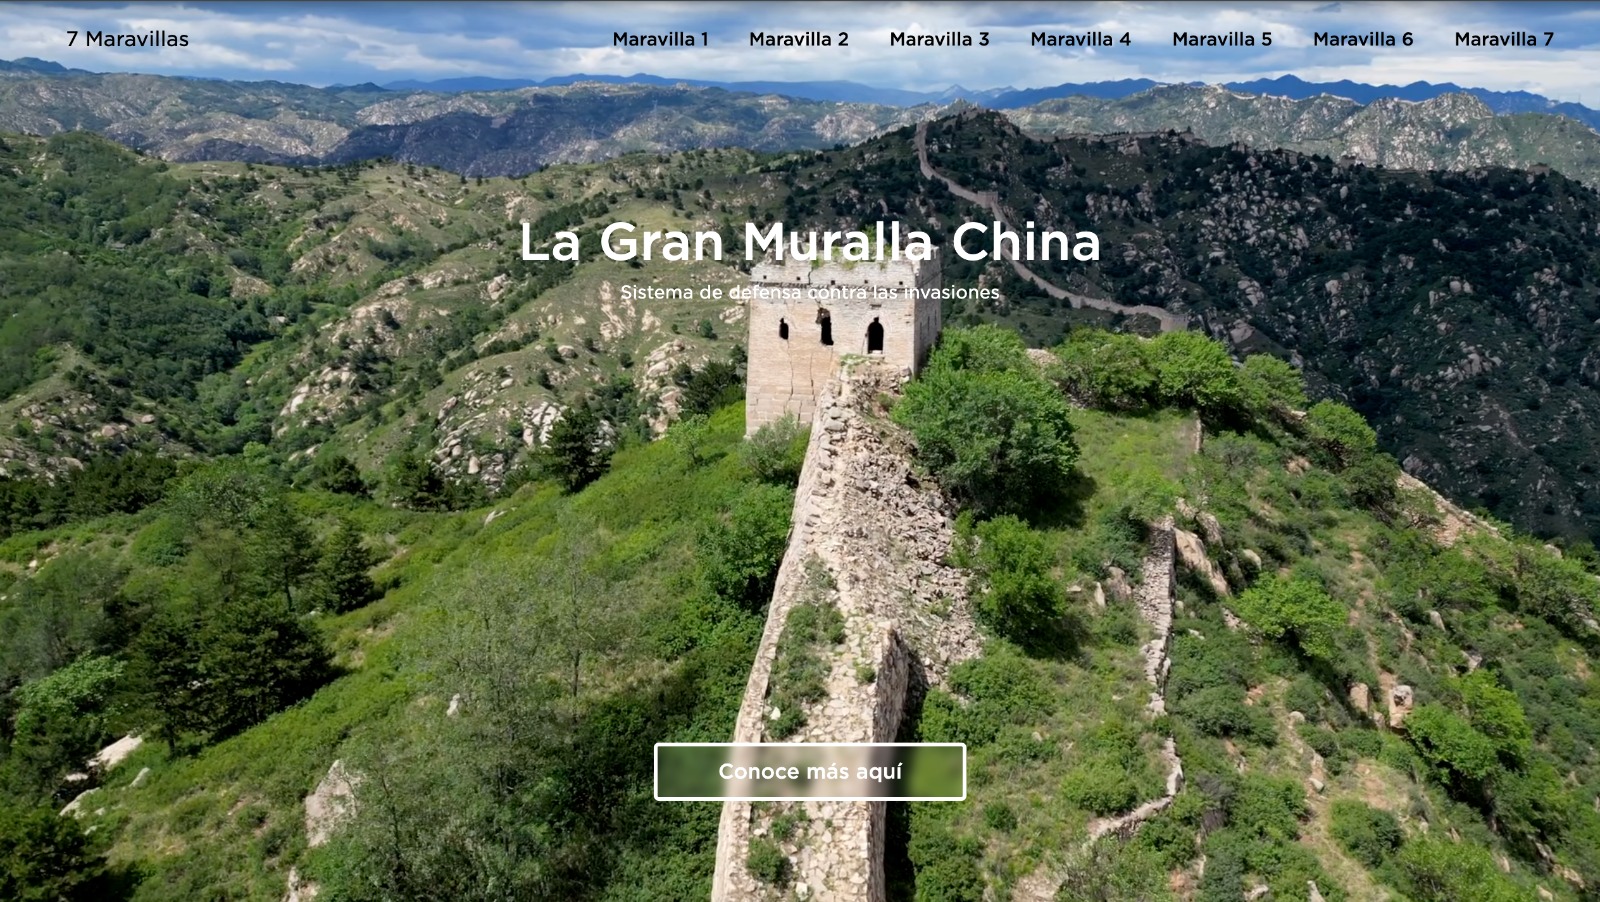 7 Maravillas
Maravilla 1 Maravilla 2 Maravilla 3 Maravilla 4 Maravilla 5 Maravilla 6 Maravilla 7
La Gran Muralla China
Sistema de defensa contra las invasiones
Conoce más aquí